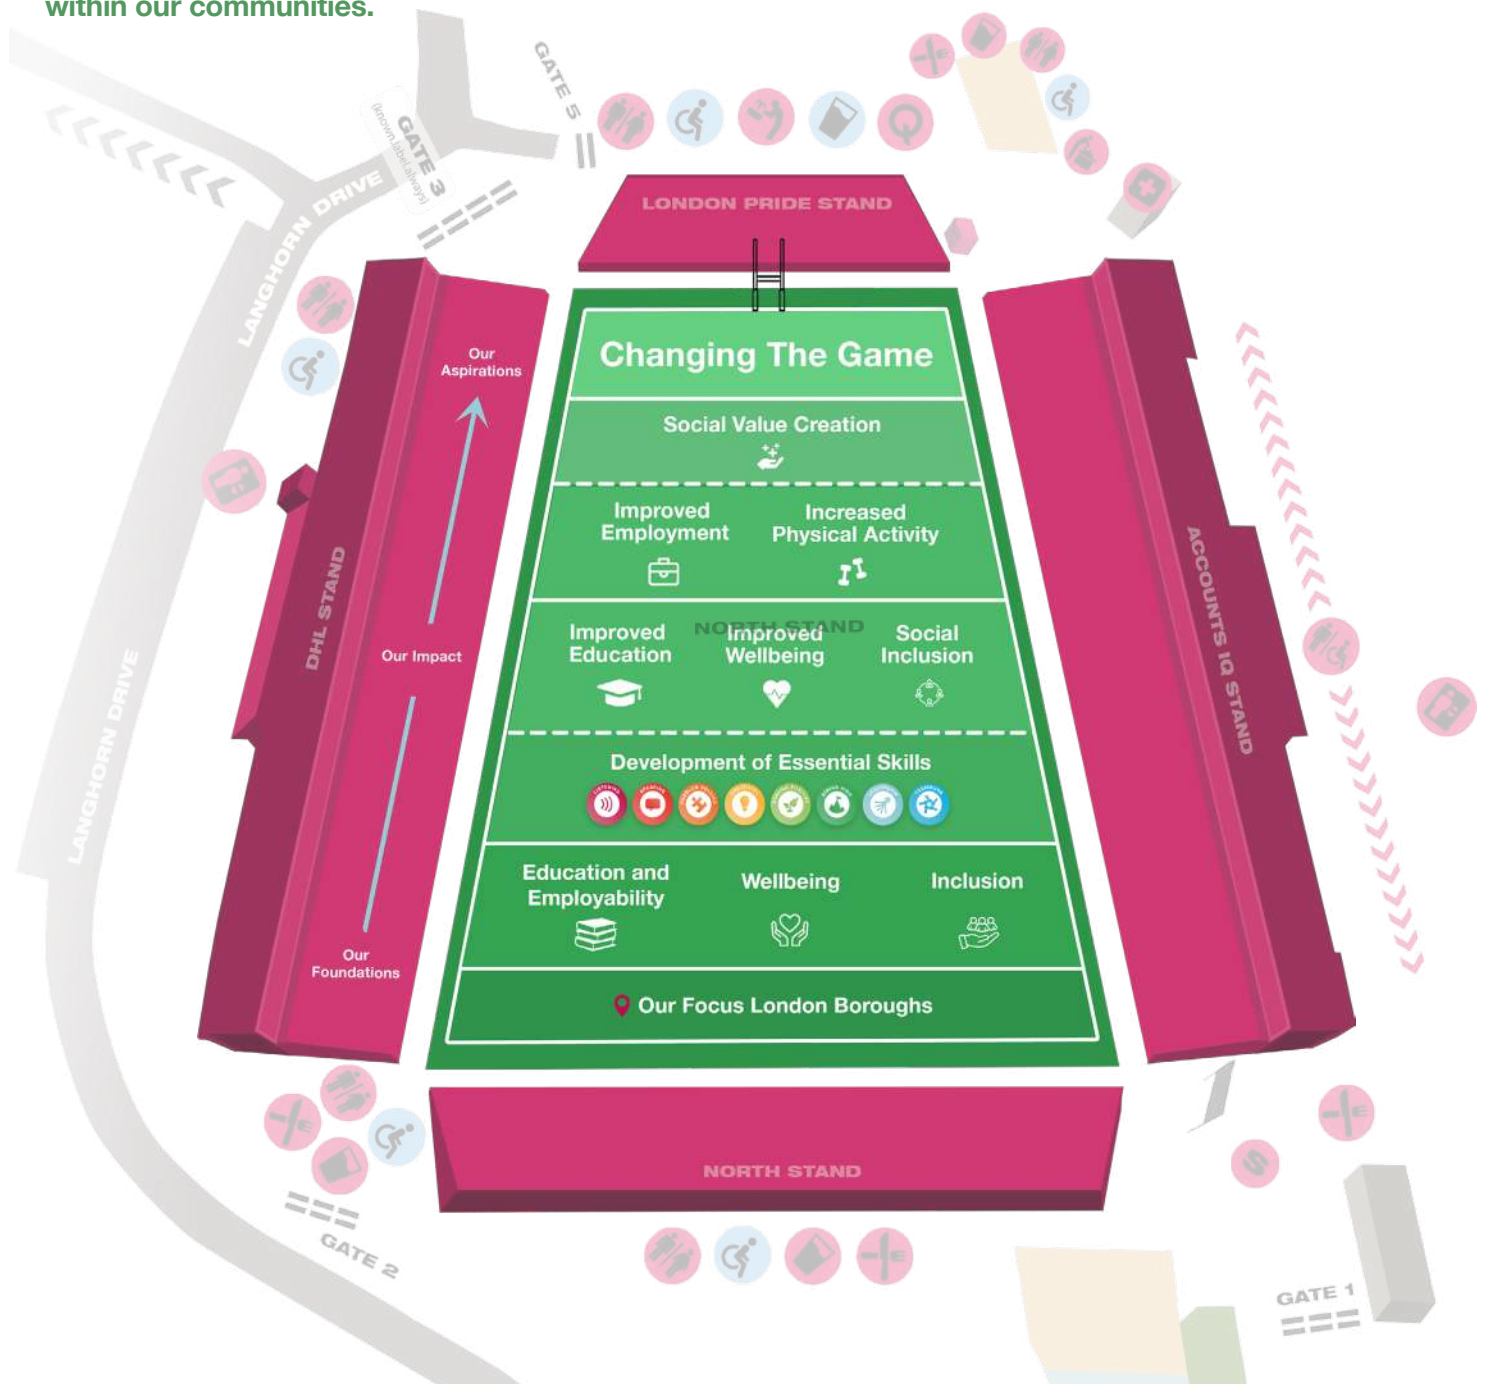 within our communities.
GATE 5
GATE 3
LANGHORN DRIVE
LONDON PRIDE STAND
Changing The Game
Our
Aspirations
Social Value Creation
Improved
Employment
Increased
Physical Activity
DHL STAND
Our Impact
NORTH STAND
Improved
Education
Improved
Wellbeing
Social
Inclusion
ACCOUNTS IQ STAND
LANGHORN DRIVE
Development of Essential Skills
Education and
Employability
Wellbeing
Inclusion
Our
Foundations
Our Focus London Boroughs
NORTH STAND
GATE 2
GATE 1